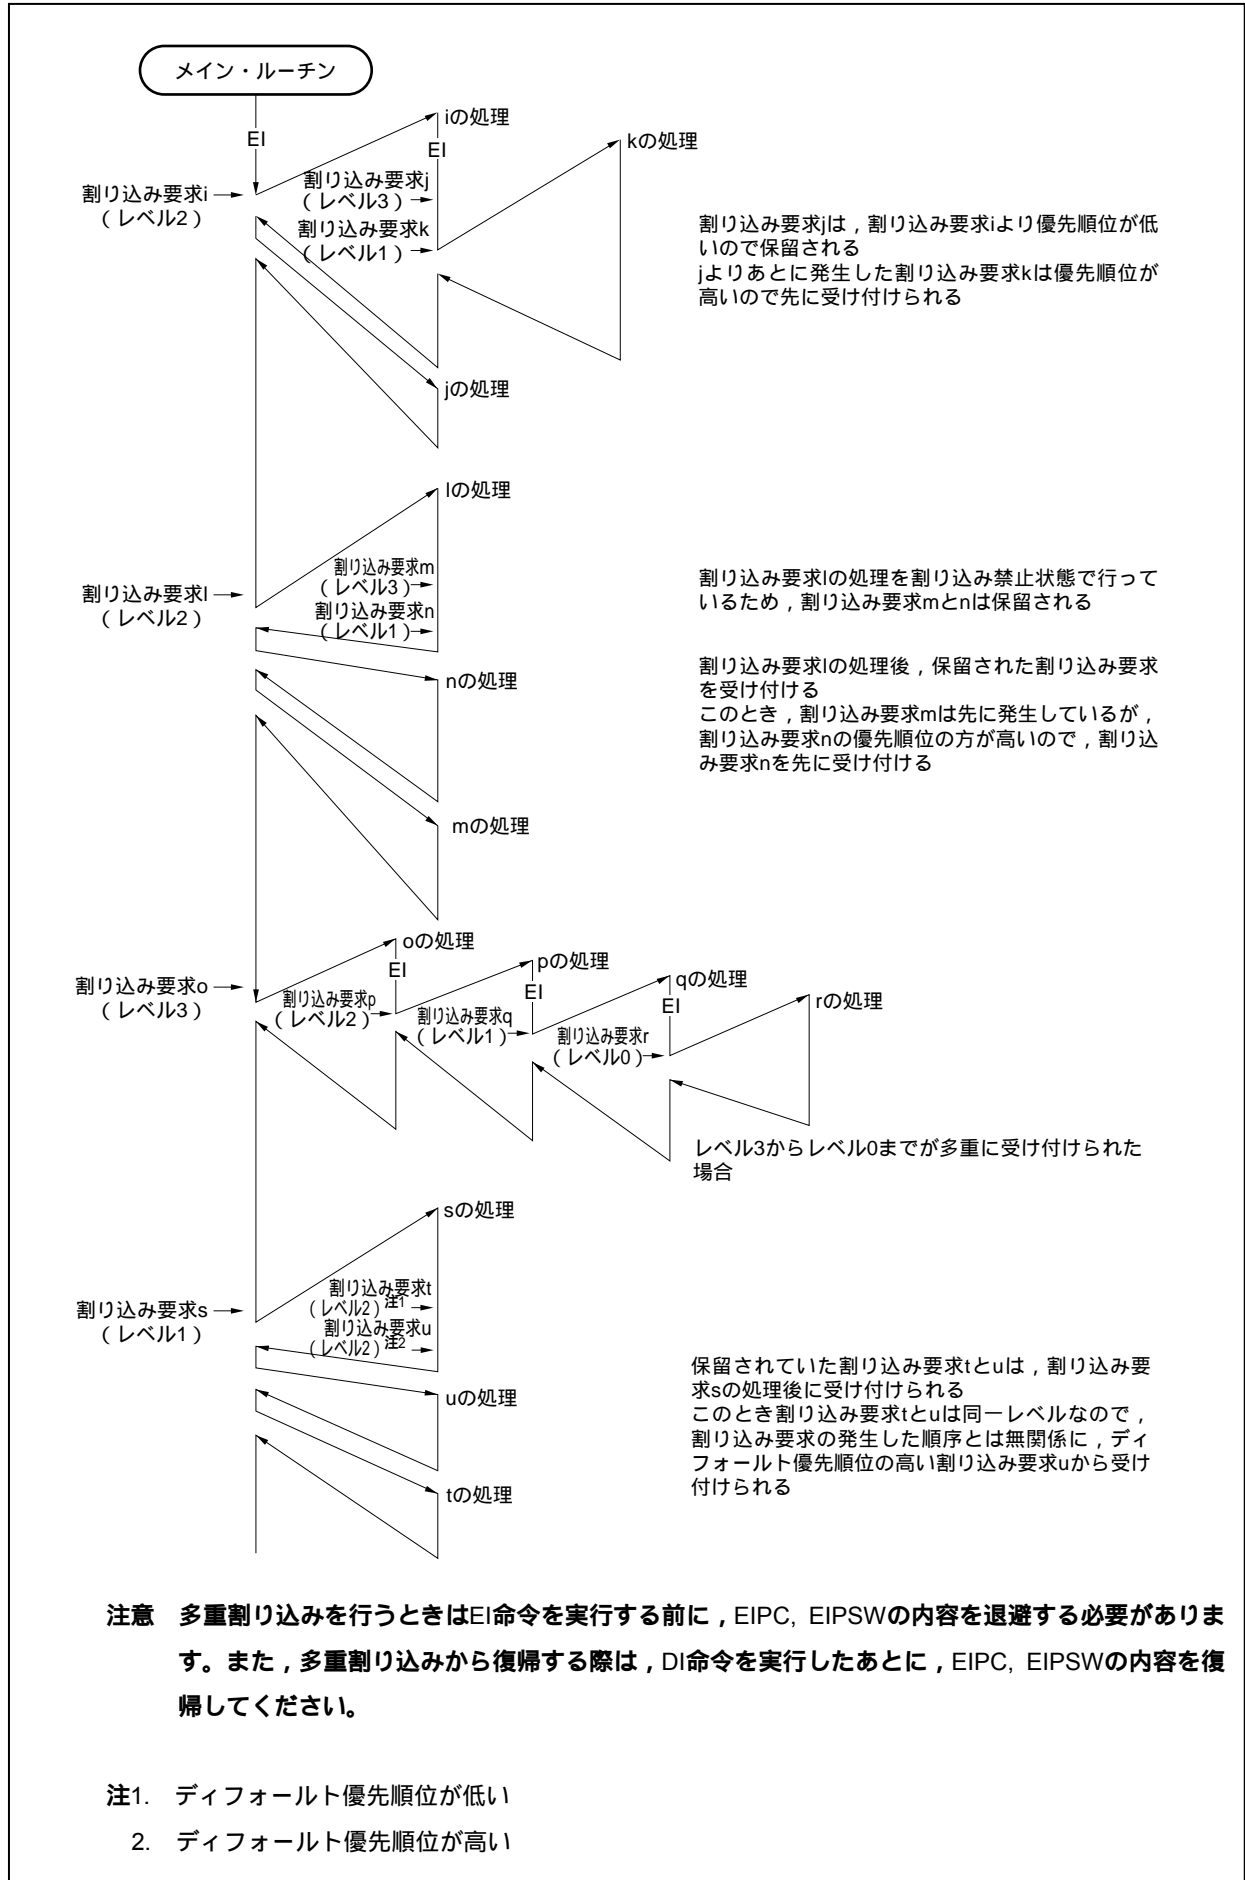 メイン・ルーチン
iの処理
EI
EI
kの処理
割り込み要求i
（レベル2）
割り込み要求j
（レベル3）
割り込み要求k
（レベル1）
割り込み要求jは，割り込み要求iより優先順位が低
いので保留される
jよりあとに発生した割り込み要求kは優先順位が
高いので先に受け付けられる
jの処理
lの処理
割り込み要求l
（レベル2）
割り込み要求m
（レベル3）
割り込み要求n
（レベル1）
割り込み要求lの処理を割り込み禁止状態で行って
いるため，割り込み要求mとnは保留される
nの処理
割り込み要求lの処理後，保留された割り込み要求
を受け付ける
このとき，割り込み要求mは先に発生しているが，
割り込み要求nの優先順位の方が高いので，割り込
み要求nを先に受け付ける
mの処理
oの処理
EI
pの処理
EI
qの処理
EI
rの処理
割り込み要求o
（レベル3）
割り込み要求p
（レベル2）
割り込み要求q
（レベル1）
割り込み要求r
（レベル0）
レベル3からレベル0までが多重に受け付けられた
場合
sの処理
割り込み要求s
（レベル1）
割り込み要求t
（レベル2）注1
割り込み要求u
（レベル2）注2
保留されていた割り込み要求tとuは，割り込み要
求sの処理後に受け付けられる
このとき割り込み要求tとuは同一レベルなので，
割り込み要求の発生した順序とは無関係に，ディ
フォールト優先順位の高い割り込み要求uから受け
付けられる
uの処理
tの処理
注意 多重割り込みを行うときはEI命令を実行する前に，EIPC, EIPSWの内容を退避する必要がありま
す。また，多重割り込みから復帰する際は，DI命令を実行したあとに，EIPC, EIPSWの内容を復
帰してください。
注1. ディフォールト優先順位が低い
2. ディフォールト優先順位が高い